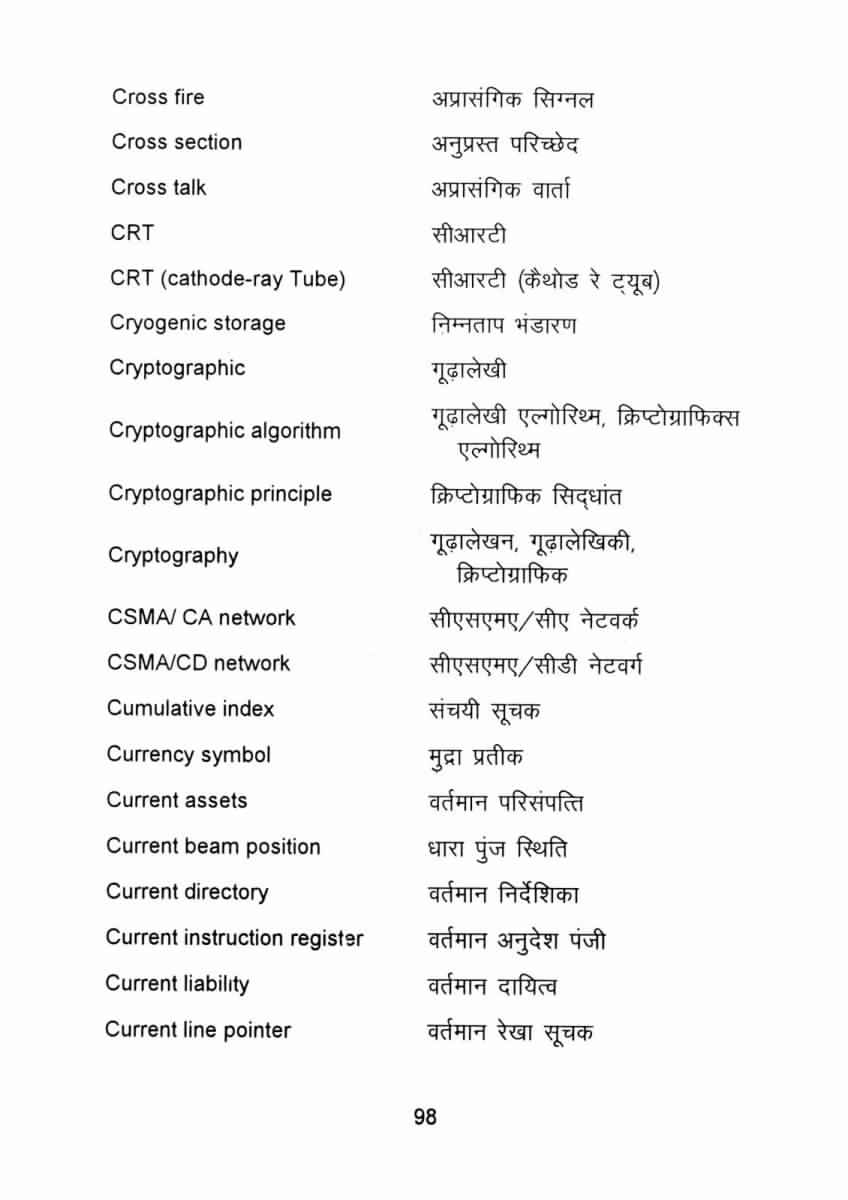 Cross fire अप्रासंगिक सिग्नल
Cross section अनुप्रस्त परिच्छेद
Cross talk अप्रासंगिक वार्ता
CRT सीआरटी
CRT (cathode-ray Tube) सीआरटी (कैथोड रे ट्यूब)
Cryogenic storage निम्नताप भंडारण
Cryptographic गूढ़ालेखी
Cryptographic algorithm गूढ़ालेखी एल्गोरिथ्म, क्रिप्टोग्राफिक्स
एल्गोरिथ्म
Cryptographic principle क्रिप्टोग्राफिक सिद्धांत
Cryptography गूढ़ालेखन, गूढ़ालेखिकी,
क्रिप्टोग्राफिक
CSMA/ CA network सीएसएमए/सीए नेटवर्क
CSMA/CD network सीएसएमए/सीडी नेटवर्ग
Cumulative index संचयी सूचक
Currency symbol मुद्रा प्रतीक
Current assets वर्तमान परिसंपत्ति
Current beam position धारा पुंज स्थिति
Current directory वर्तमान निर्देशिका
Current instruction register वर्तमान अनुदेश पंजी
Current liability वर्तमान दायित्व
Current line pointer वर्तमान रेखा सूचक
98